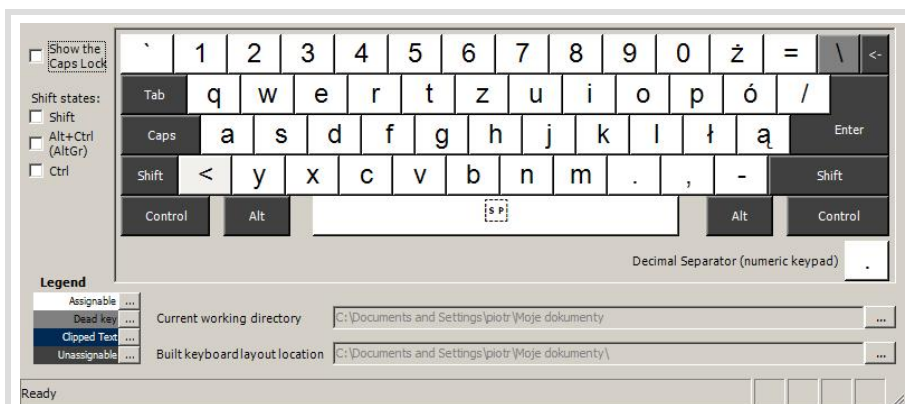 Show the
Caps Lock
Shift states:
Shift
Alt+Ctrl
(AltGr)
Ctrl
` 1 2 3 4 5 6 7 8 9 0 ż = \ <-
Tab q w e r t z u i o p ó /
Caps a s d f g h j k l ł ą Enter
Shift < y x c v b n m . , - Shift
Control Alt SP Alt Control
Decimal Separator (numeric keypad) .
Legend
Assignable ...
Dead key ...
Clipped Text ...
Unassignable ...
Current working directory C:\Documents and Settings\piotr\Moje dokumenty ...
Built keyboard layout location C:\Documents and Settings\piotr\Moje dokumenty\ ...
Ready